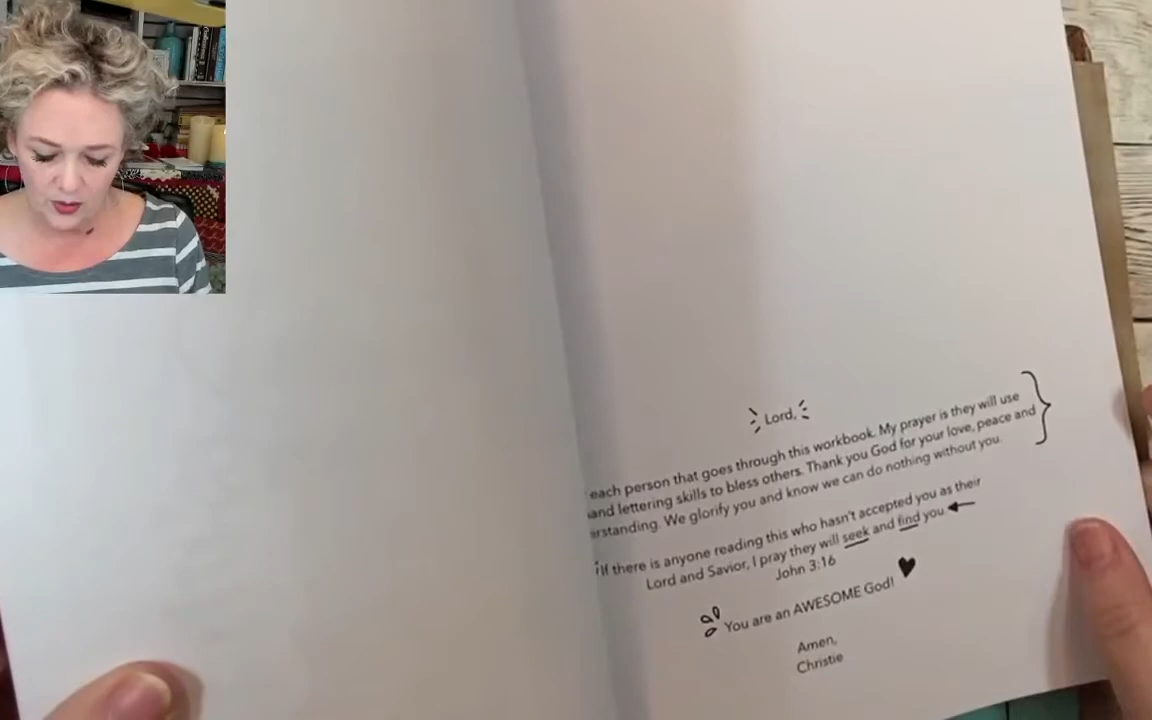 Lord,
each person that goes through this workbook. My prayer is they will use
and lettering skills to bless others. Thank you God for your love, peace and
erstanding. We glorify you and know we can do nothing without you.
If there is anyone reading this who hasn't accepted you as their
Lord and Savior, I pray they will seek and find you
John 3:16
You are an AWESOME God!
Amen,
Christie